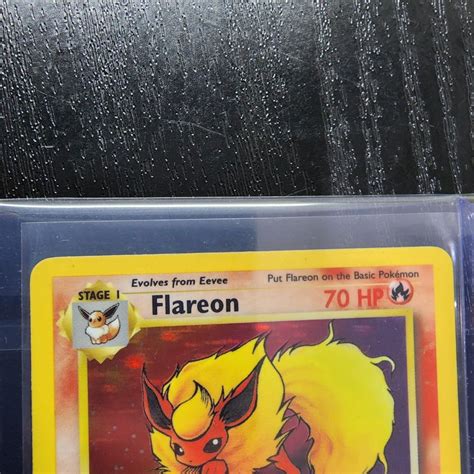 Evolves from Eevee
Put Flareon on the Basic Pokémon
STAGE 1
Flareon
70 HP